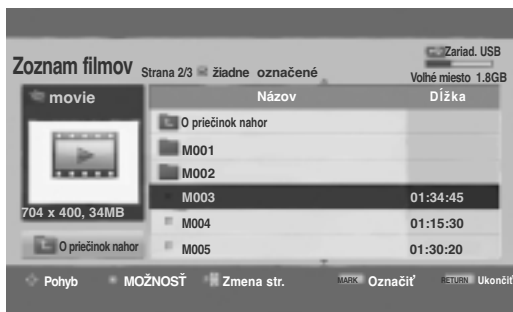 Zariad. USB
Zoznam filmov Strana 2/3 žiadne označené
Voľné miesto 1.8GB
movie Názov Dĺžka
O priečinok nahor
M001
M002
M003 01:34:45
704 x 400, 34MB
M004 01:15:30
O priečinok nahor M005 01:30:20
Pohyb MOŽNOSŤ Zmena str. MARK Označiť RETURN Ukončiť